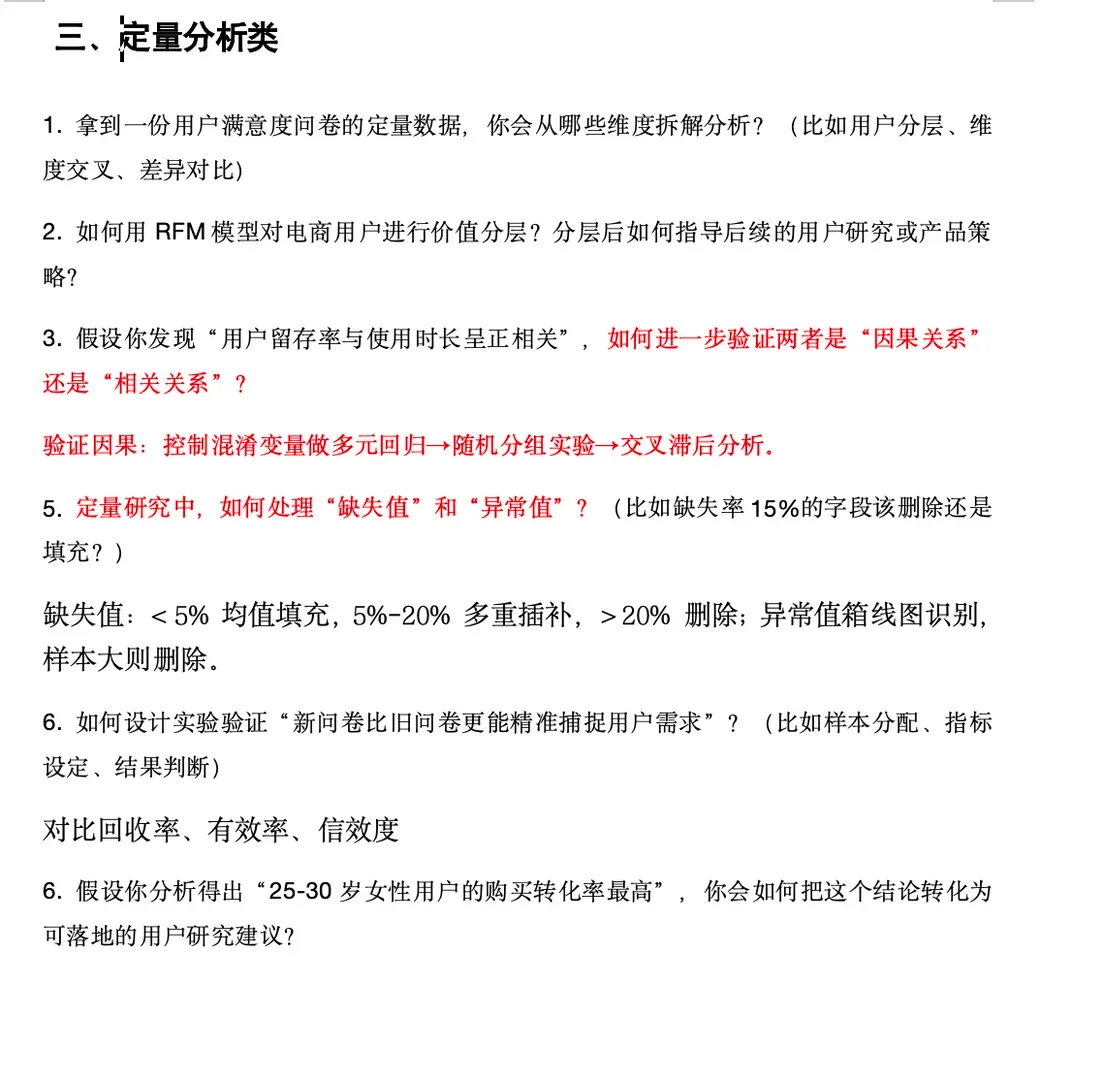 三、定量分析类
1. 拿到一份用户满意度问卷的定量数据，你会从哪些维度拆解分析？（比如用户分层、维
度交叉、差异对比）
2. 如何用 RFM 模型对电商用户进行价值分层？分层后如何指导后续的用户研究或产品策
略？
3. 假设你发现“用户留存率与使用时长呈正相关”，如何进一步验证两者是“因果关系”
还是“相关关系”？
验证因果：控制混淆变量做多元回归→随机分组实验→交叉滞后分析。
5. 定量研究中，如何处理“缺失值”和“异常值”？（比如缺失率 15%的字段该删除还是
填充？）
缺失值：< 5% 均值填充，5%-20% 多重插补，> 20% 删除；异常值箱线图识别，
样本大则删除。
6. 如何设计实验验证“新问卷比旧问卷更能精准捕捉用户需求”？（比如样本分配、指标
设定、结果判断）
对比回收率、有效率、信效度
6. 假设你分析得出“25-30 岁女性用户的购买转化率最高”，你会如何把这个结论转化为
可落地的用户研究建议？